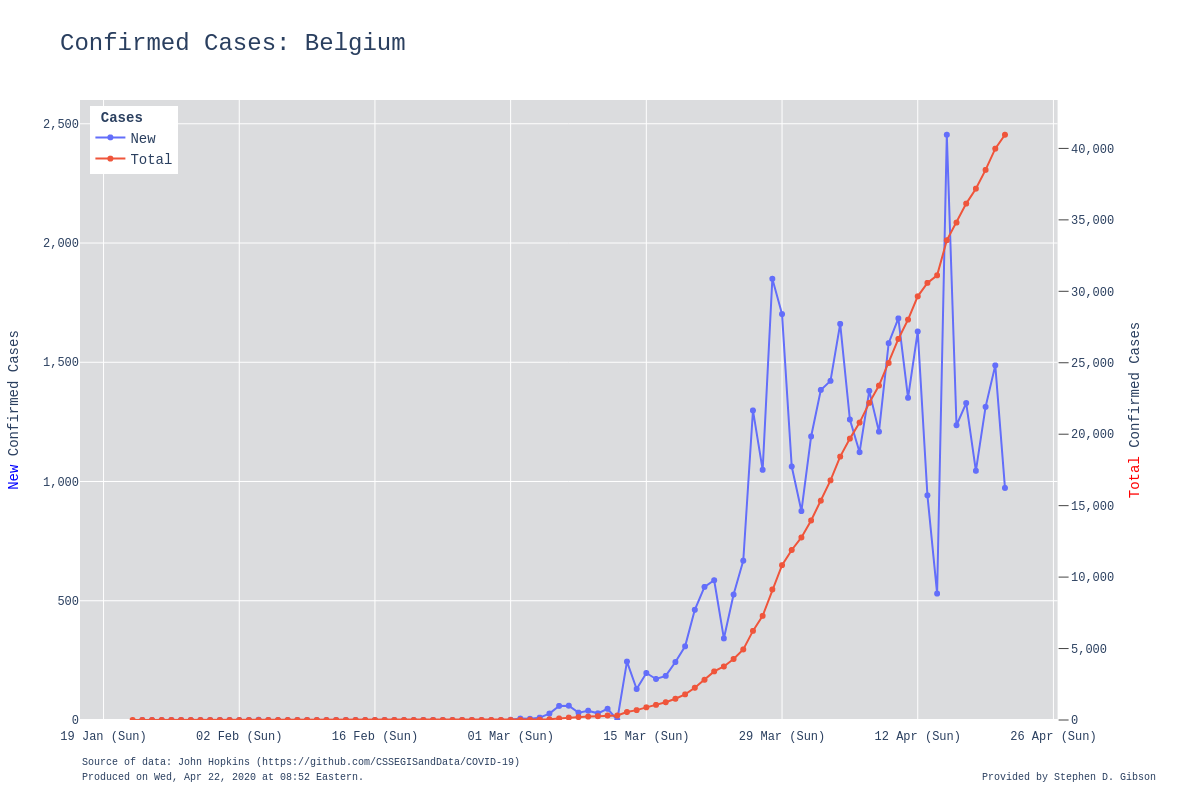 Confirmed Cases: Belgium
Cases
New
Total
2,500
2,000
1,500
1,000
500
0
40,000
35,000
30,000
25,000
20,000
15,000
10,000
5,000
0
New Confirmed Cases
Total Confirmed Cases
19 Jan (Sun) 02 Feb (Sun) 16 Feb (Sun) 01 Mar (Sun) 15 Mar (Sun) 29 Mar (Sun) 12 Apr (Sun) 26 Apr (Sun)
Source of data: John Hopkins (https://github.com/CSSEGISandData/COVID-19)
Produced on Wed, Apr 22, 2020 at 08:52 Eastern.
Provided by Stephen D. Gibson